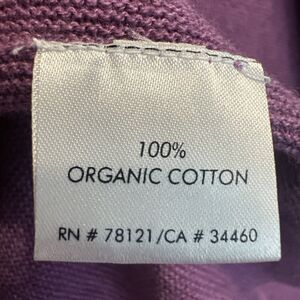 100%
ORGANIC COTTON
RN # 78121/CA # 34460